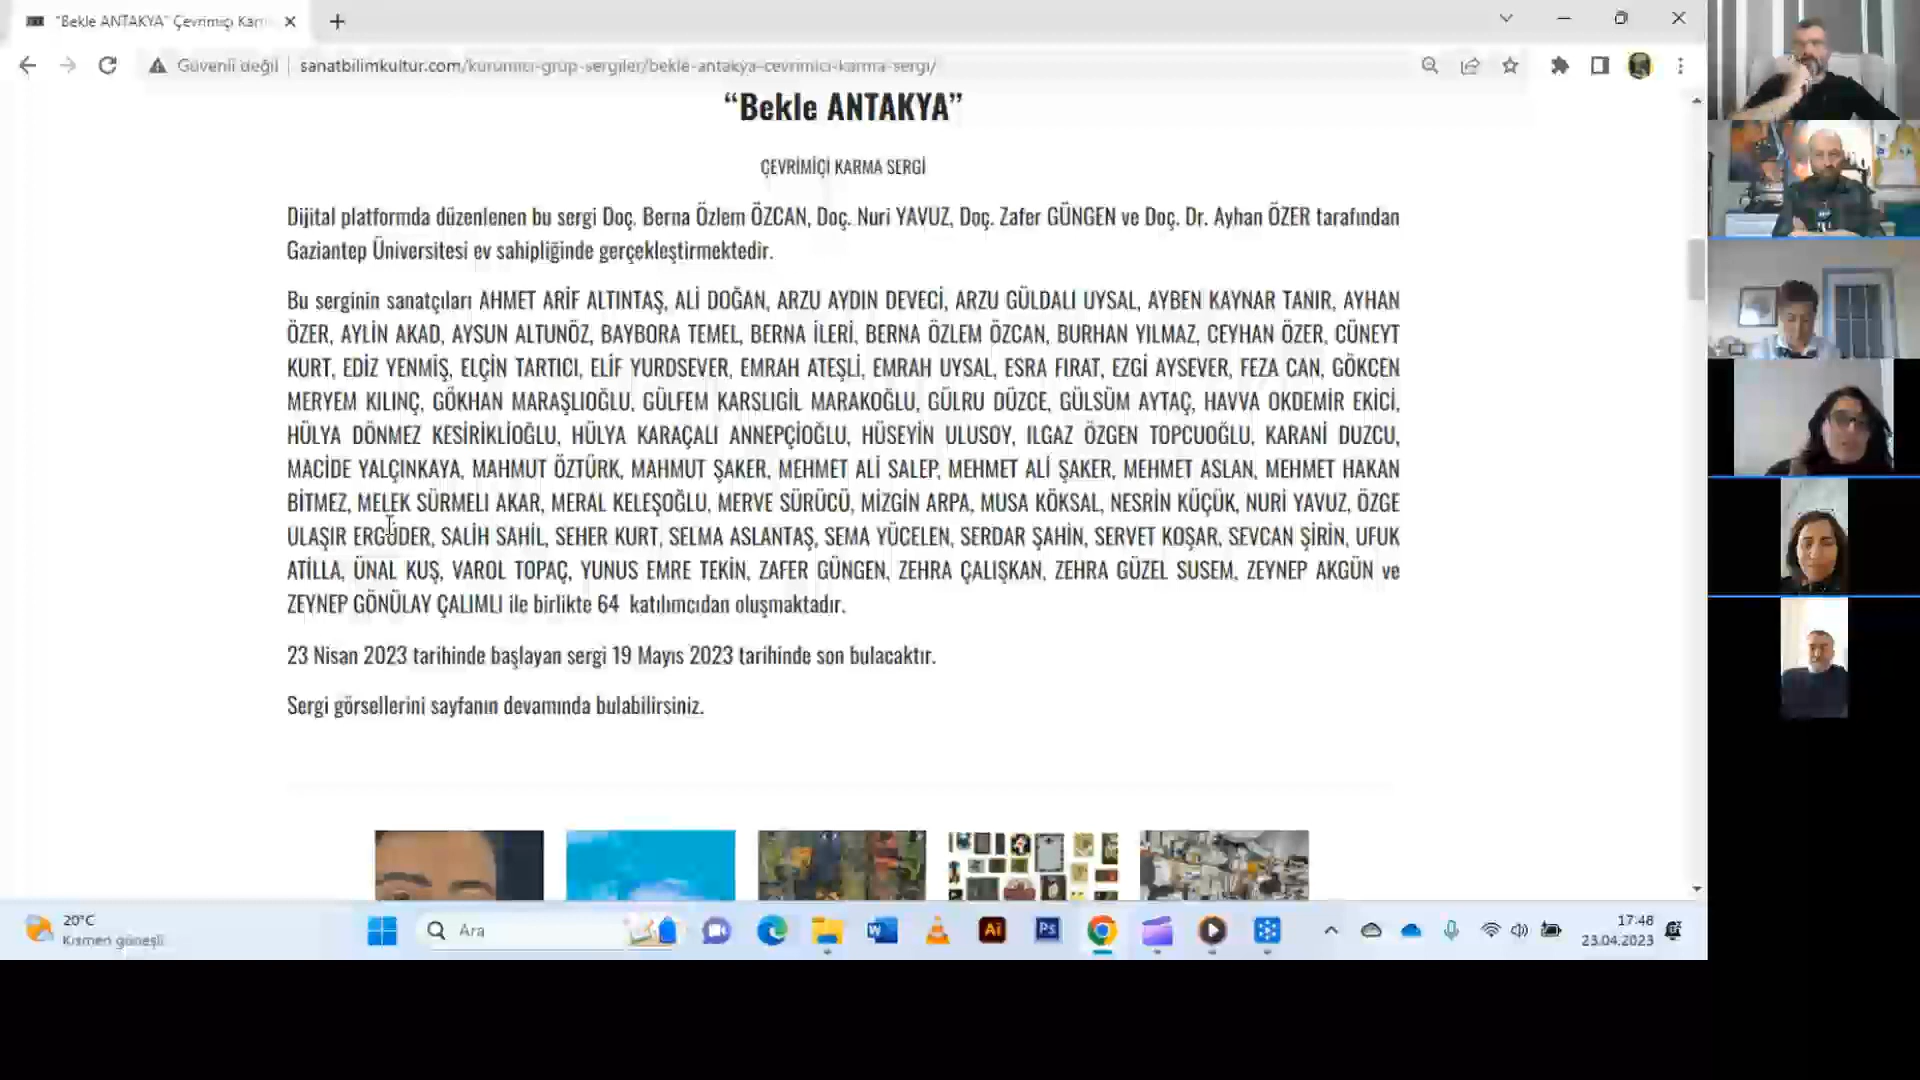 "Bekle ANTAKYA" Çevrimiçi Karm
Güvenli değil
sanatbilimkultur.com/kurumici-grup-sergiler/bekle-antakya-cevrimici-karma-sergi/
“Bekle ANTAKYA”
ÇEVRİMİÇİ KARMA SERGİ
Dijital platformda düzenlenen bu sergi Doç. Berna Özlem ÖZCAN, Doç. Nuri YAVUZ, Doç. Zafer GÜNGEN ve Doç. Dr. Ayhan ÖZER tarafından
Gaziantep Üniversitesi ev sahipliğinde gerçekleştirmektedir.
Bu serginin sanatçıları AHMET ARİF ALTINTAŞ, ALİ DOĞAN, ARZU AYDIN DEVECİ, ARZU GÜLDALI UYSAL, AYBEN KAYNAR TANIR, AYHAN
ÖZER, AYLİN AKAD, AYSUN ALTUNÖZ, BAYBORA TEMEL, BERNA İLERİ, BERNA ÖZLEM ÖZCAN, BURHAN YILMAZ, CEYHAN ÖZER, CÜNEYT
KURT, EDİZ YENMİŞ, ELÇİN TARTICI, ELİF YURDSEVER, EMRAH ATEŞLİ, EMRAH UYSAL, ESRA FIRAT, EZGİ AYSEVER, FEZA CAN, GÖKCEN
MERYEM KILINÇ, GÖKHAN MARAŞLIOĞLU, GÜLFEM KARSLIGİL MARAKOĞLU, GÜLRU DÜZCE, GÜLSÜM AYTAÇ, HAVVA OKDEMİR EKİCİ,
HÜLYA DÖNMEZ KESİRİKLİOĞLU, HÜLYA KARAÇALI ANNEPÇİOĞLU, HÜSEYİN ULUSOY, ILGAZ ÖZGEN TOPCUOĞLU, KARANİ DUZCU,
MACİDE YALÇINKAYA, MAHMUT ÖZTÜRK, MAHMUT ŞAKER, MEHMET ALİ SALEP, MEHMET ALİ ŞAKER, MEHMET ASLAN, MEHMET HAKAN
BİTMEZ, MELEK SÜRMELI AKAR, MERAL KELEŞOĞLU, MERVE SÜRÜCÜ, MİZGİN ARPA, MUSA KÖKSAL, NESRİN KÜÇÜK, NURİ YAVUZ, ÖZGE
ULAŞIR ERGÜDER, SALİH SAHİL, SEHER KURT, SELMA ASLANTAŞ, SEMA YÜCELEN, SERDAR ŞAHİN, SERVET KOŞAR, SEVCAN ŞİRİN, UFUK
ATİLLA, ÜNAL KUŞ, VAROL TOPAÇ, YUNUS EMRE TEKİN, ZAFER GÜNGEN, ZEHRA ÇALIŞKAN, ZEHRA GÜZEL SUSEM, ZEYNEP AKGÜN ve
ZEYNEP GÖNÜLAY ÇALIMLI ile birlikte 64 katılımcıdan oluşmaktadır.
23 Nisan 2023 tarihinde başlayan sergi 19 Mayıs 2023 tarihinde son bulacaktır.
Sergi görsellerini sayfanın devamında bulabilirsiniz.
20°C
Kısmen güneşli
Ara
W
Ai
Ps
17:48
23.04.2023